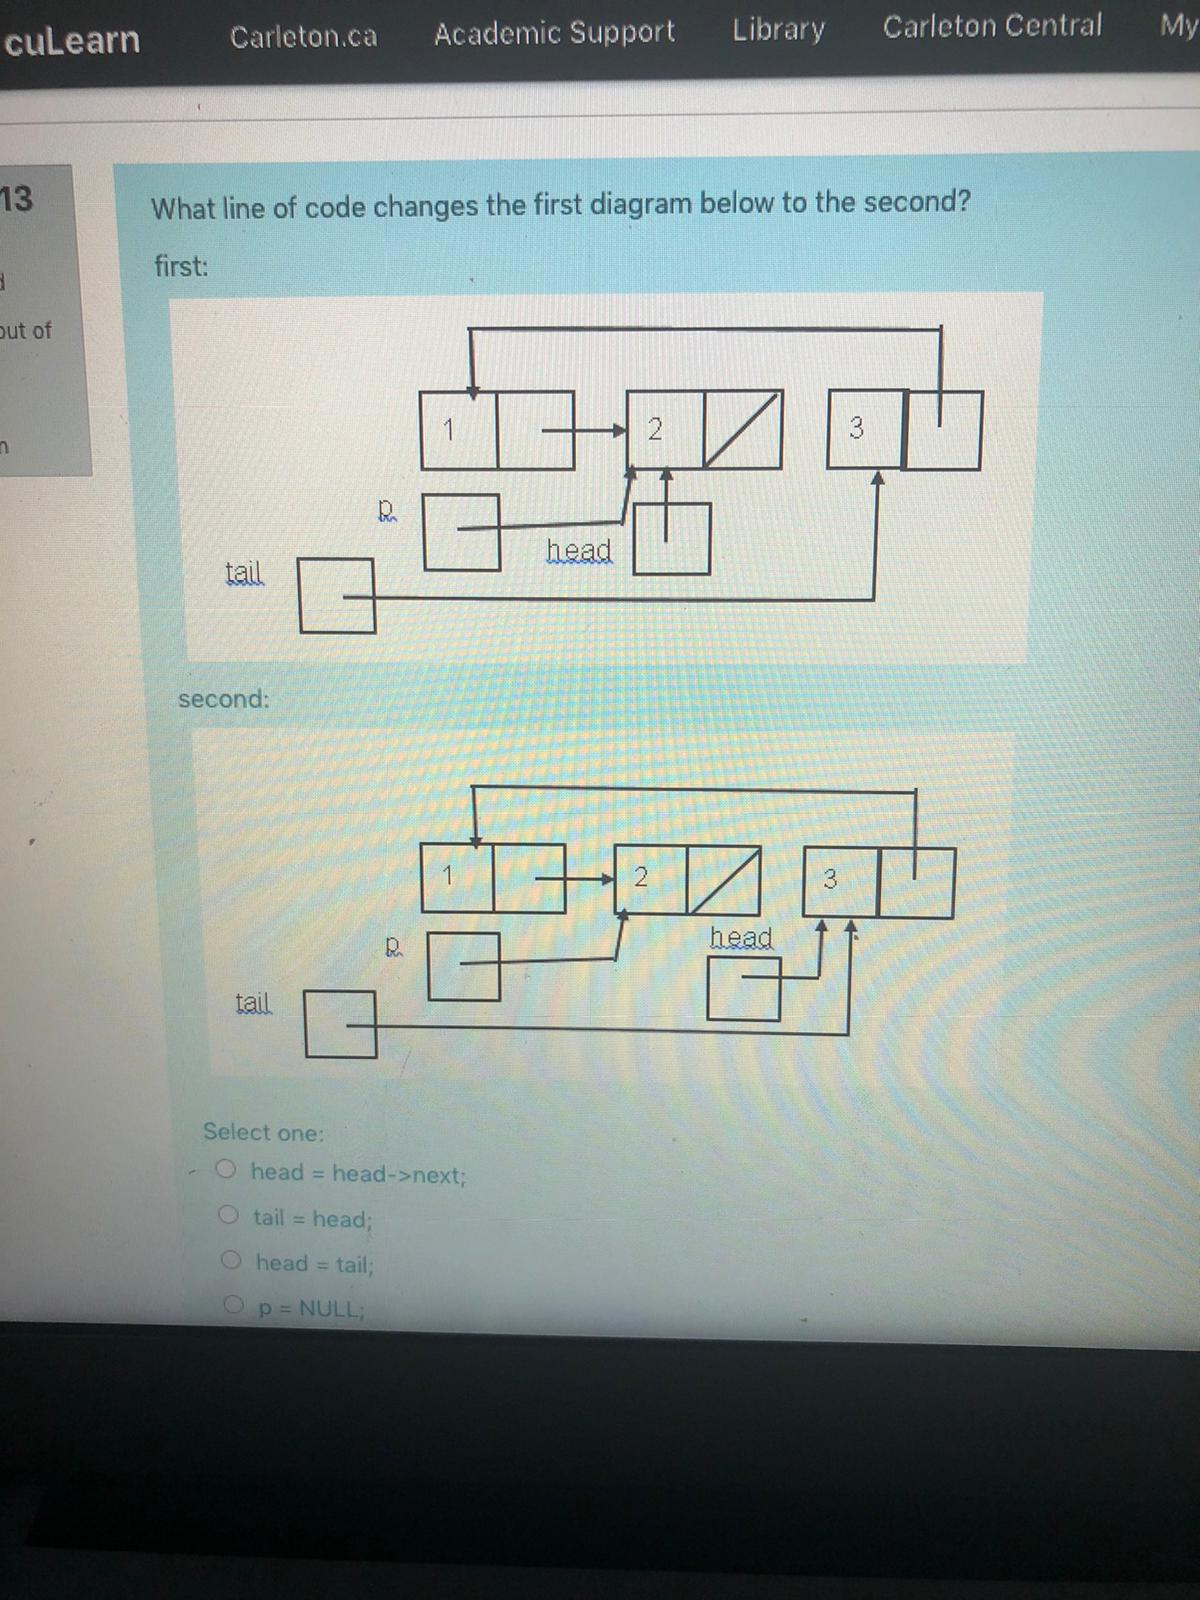 cuLearn Carleton.ca Academic Support Library Carleton Central My
13
out of
What line of code changes the first diagram below to the second?
first:
1 2 3
p
head
tail
second:
1 2 3
p
head
tail
Select one:
head = head->next;
tail = head;
head = tail;
p = NULL;